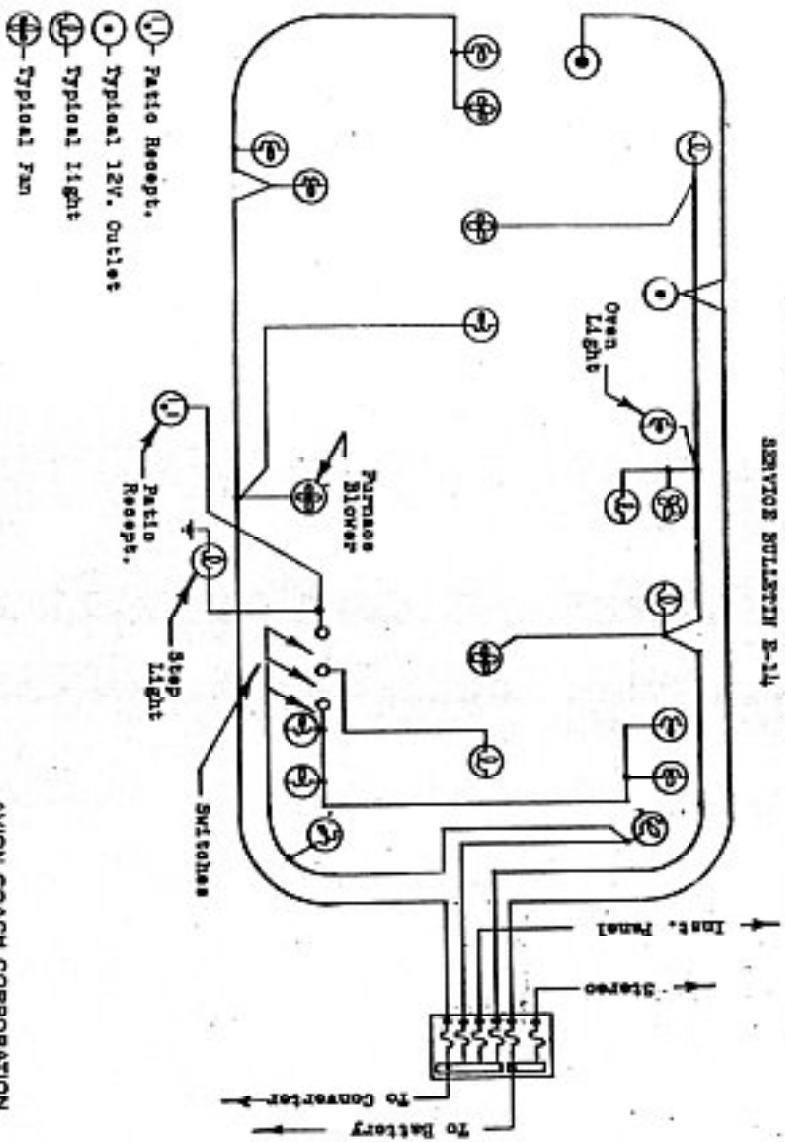 SERVICE BULLETIN E-14
Oven
Light
Furnace
Blower
Patio
Recept.
Step
Light
Switches
Inst. Panel
Stereo
To Converter
To Battery
Patio Recept.
Typical 12V. Outlet
Typical Light
Typical Fan
AVION COACH CORPORATION